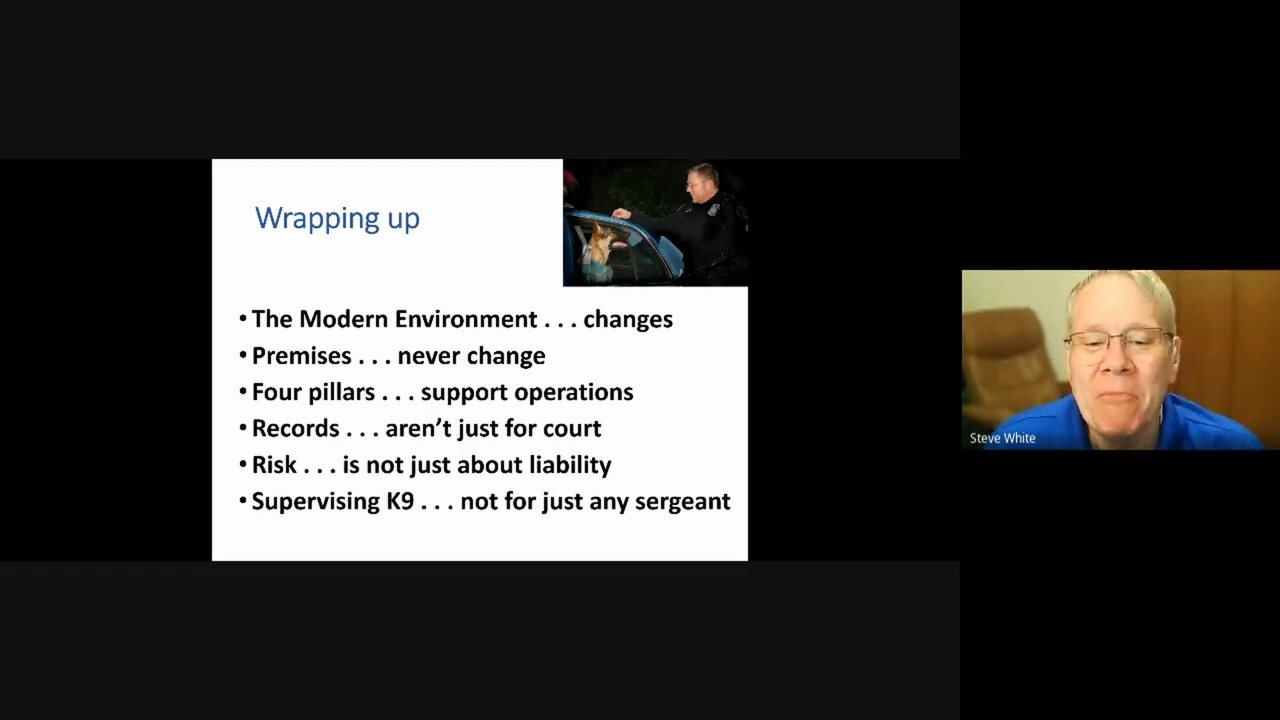 Wrapping up
• The Modern Environment . . . changes
• Premises . . . never change
• Four pillars . . . support operations
• Records . . . aren’t just for court
• Risk . . . is not just about liability
• Supervising K9 . . . not for just any sergeant
Steve White